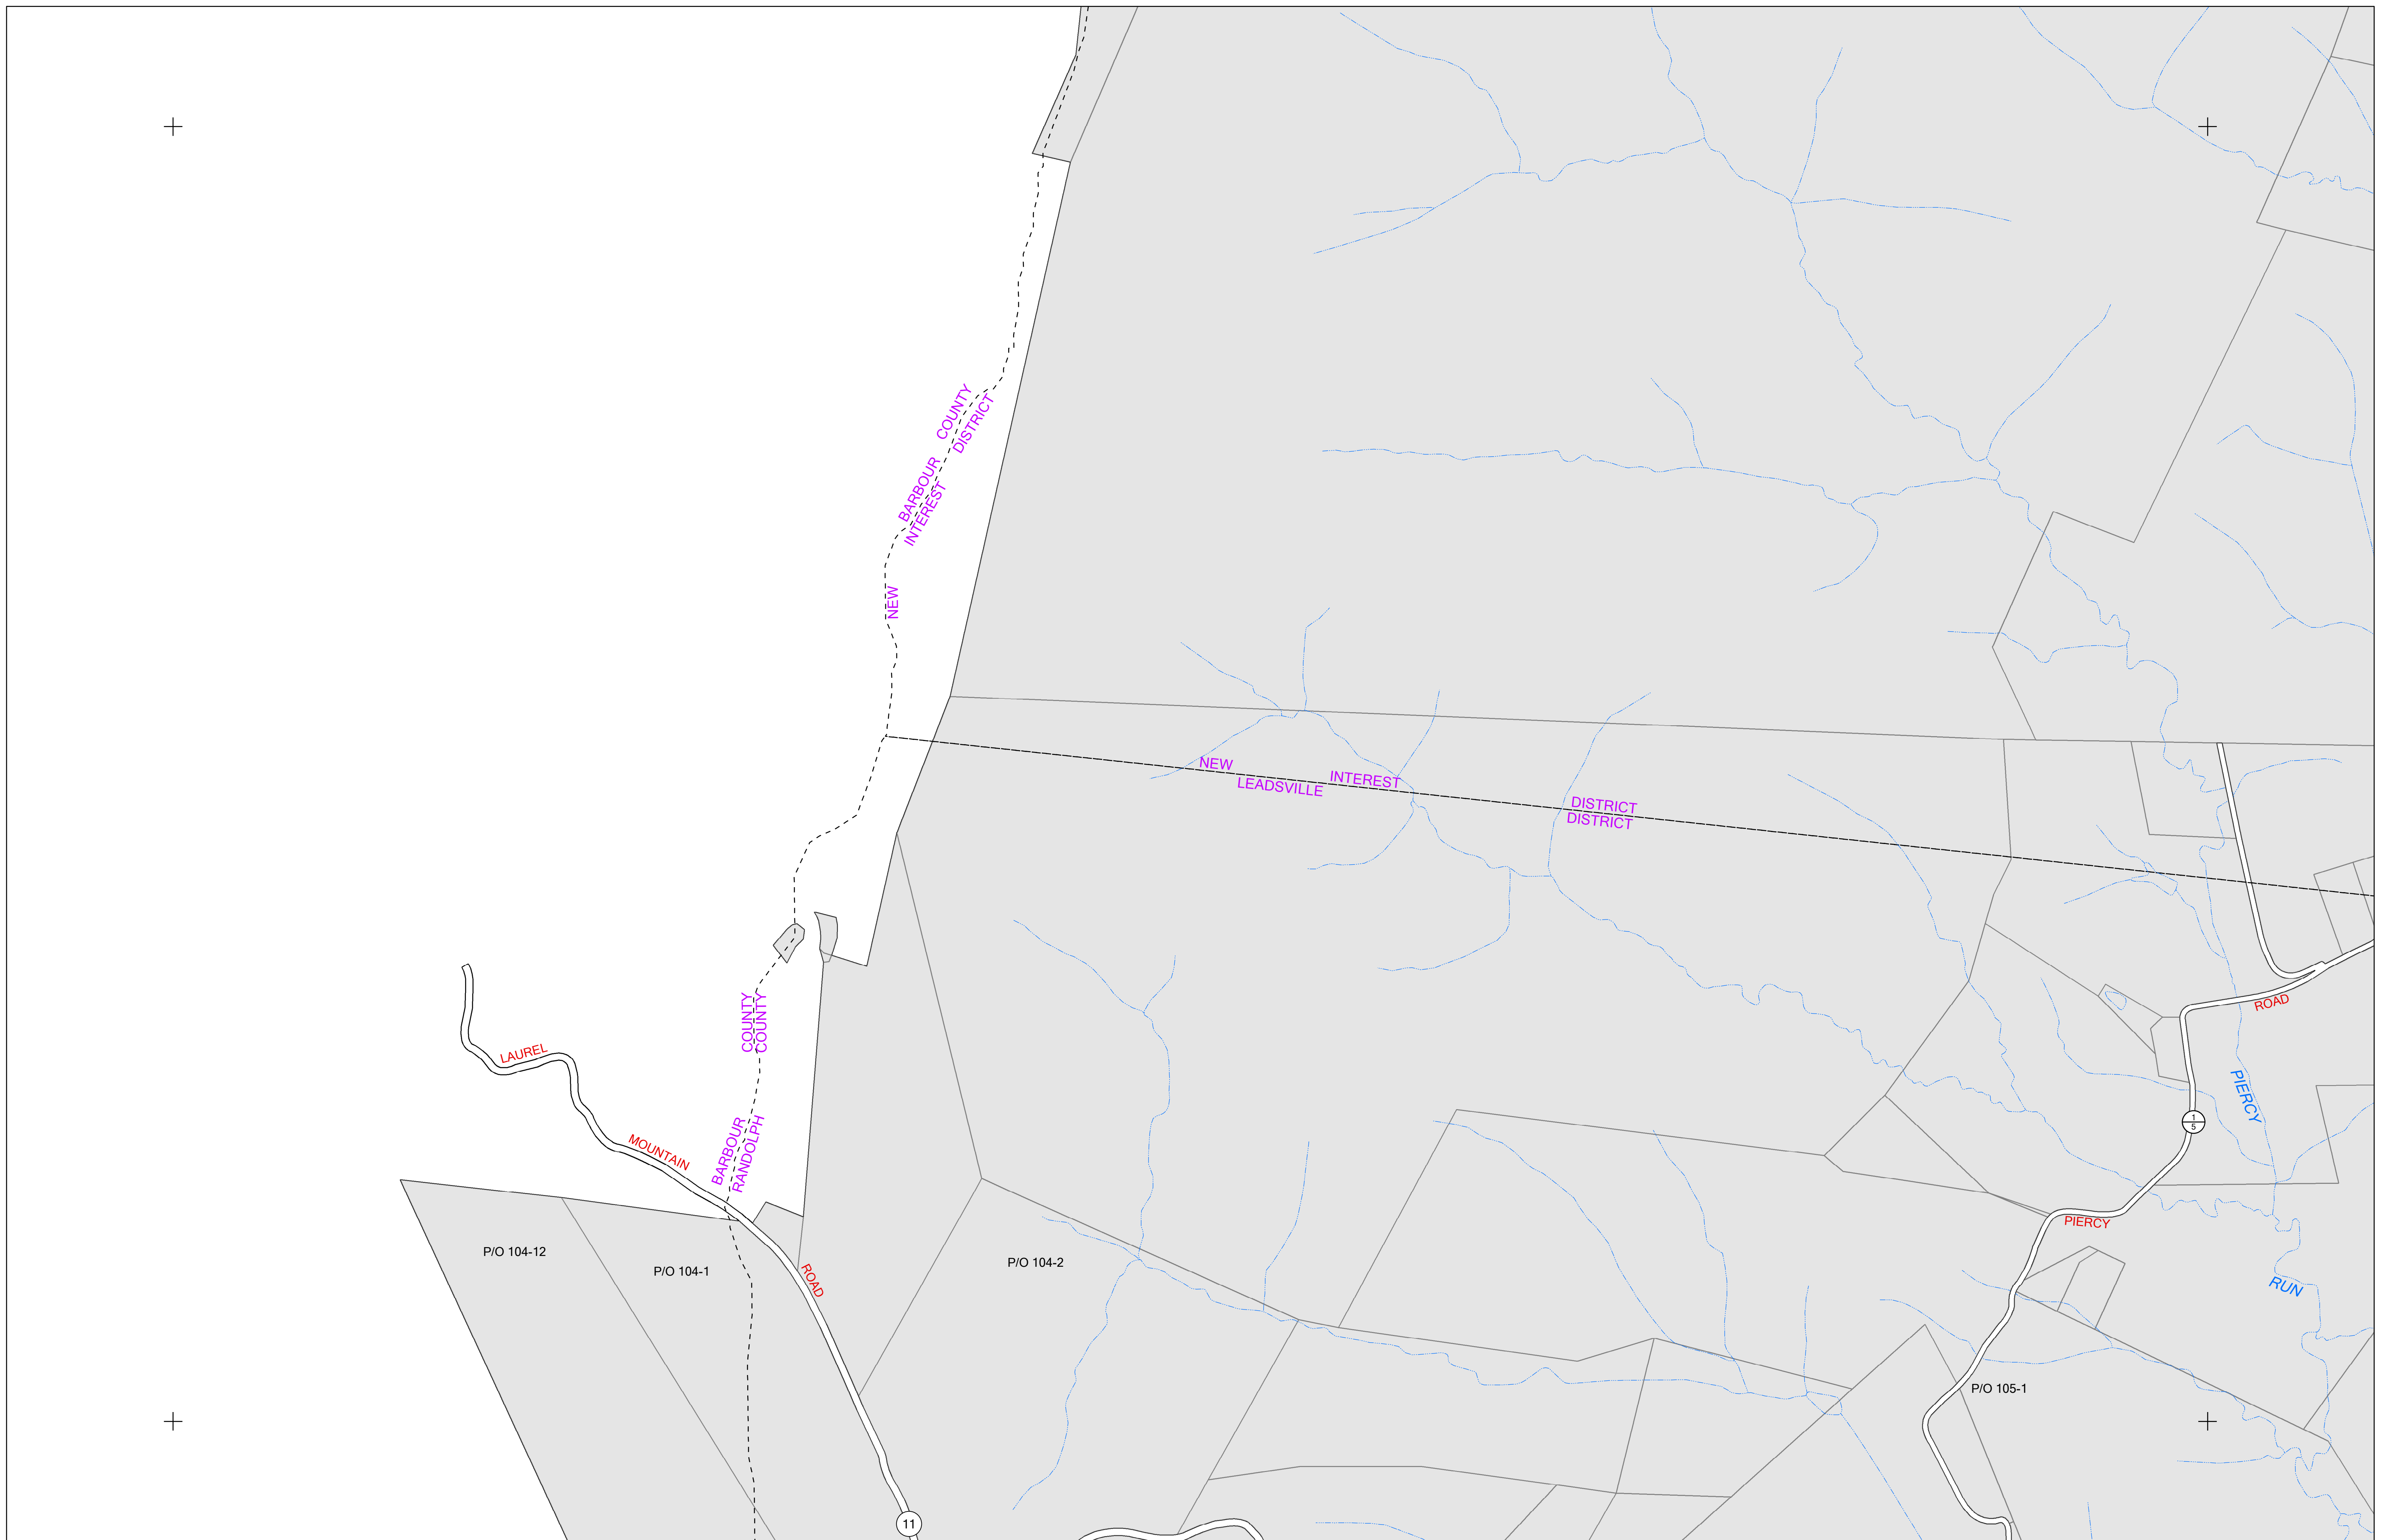 BARBOUR COUNTY
NEW INTEREST DISTRICT
NEW INTEREST DISTRICT
LEADSVILLE DISTRICT
BARBOUR COUNTY
RANDOLPH COUNTY
LAUREL MOUNTAIN ROAD
11
PIERCY ROAD
1
5
PIERCY RUN
P/O 104-12
P/O 104-1
P/O 104-2
P/O 105-1